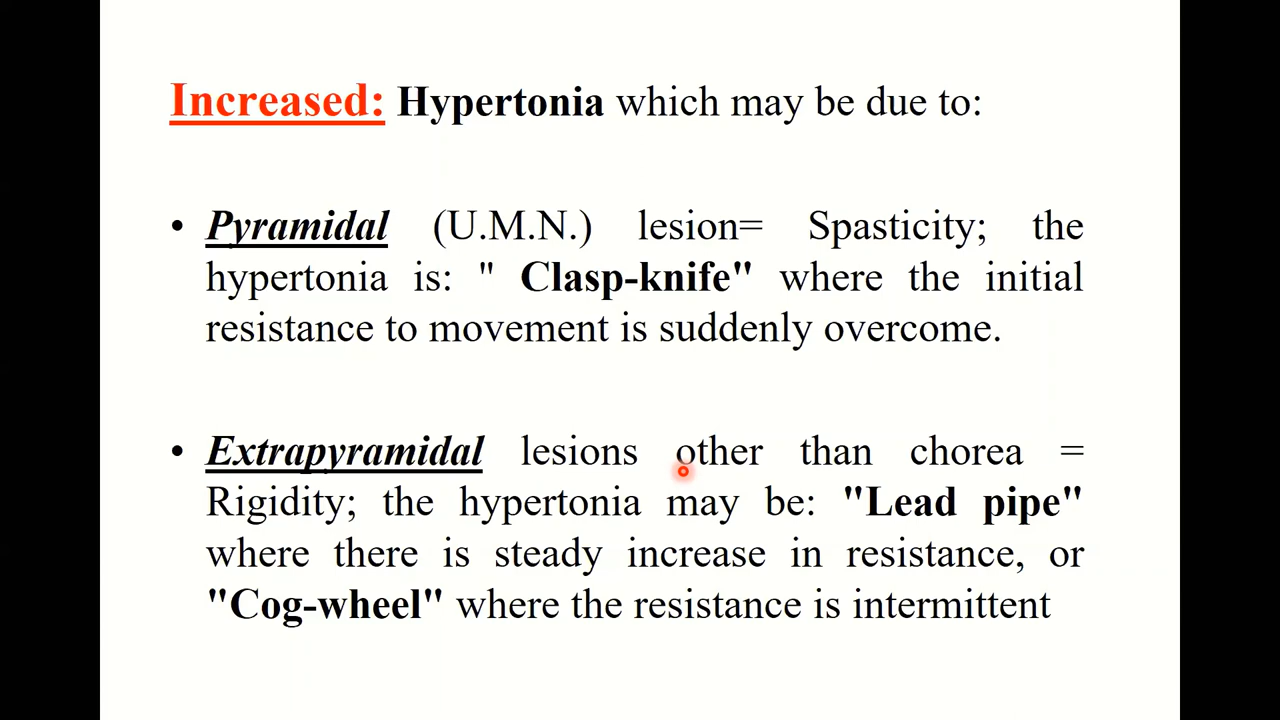 Increased: Hypertonia which may be due to:
• Pyramidal (U.M.N.) lesion= Spasticity; the
hypertonia is: " Clasp-knife" where the initial
resistance to movement is suddenly overcome.
• Extrapyramidal lesions other than chorea =
Rigidity; the hypertonia may be: "Lead pipe"
where there is steady increase in resistance, or
"Cog-wheel" where the resistance is intermittent